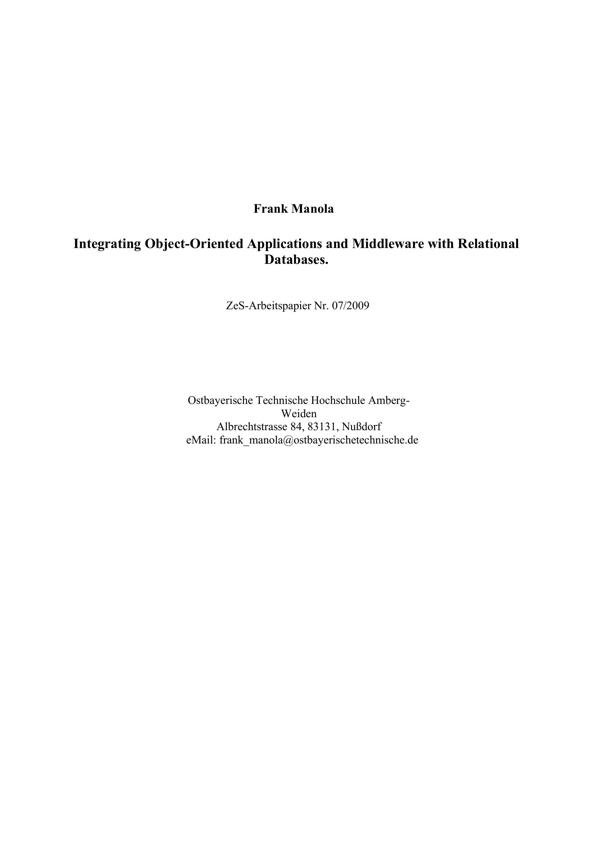 Frank Manola
Integrating Object-Oriented Applications and Middleware with Relational
Databases.
ZeS-Arbeitspapier Nr. 07/2009
Ostbayerische Technische Hochschule Amberg-
Weiden
Albrechtstrasse 84, 83131, Nußdorf
eMail: frank_manola@ostbayerischetechnische.de